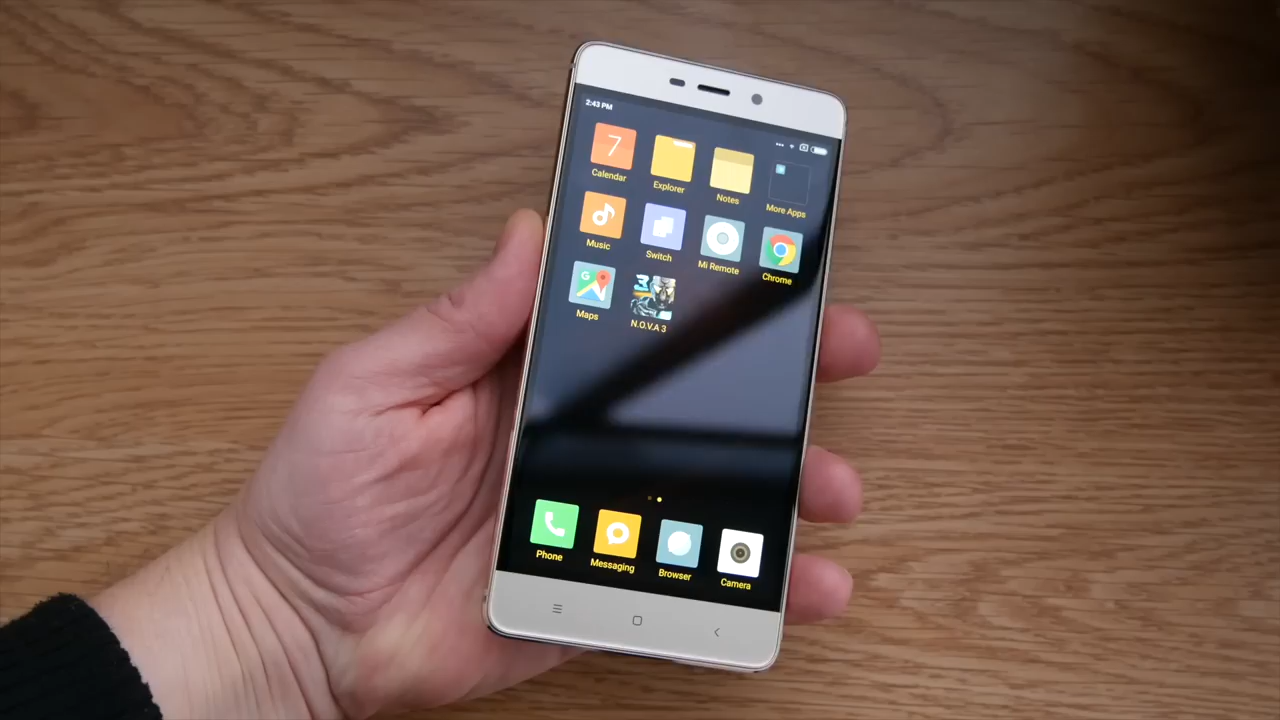 2:43 PM
7
Calendar
Explorer
Notes
More Apps
Music
Switch
Mi Remote
Chrome
G
Maps
3
N.O.V.A 3
Phone
Messaging
Browser
Camera